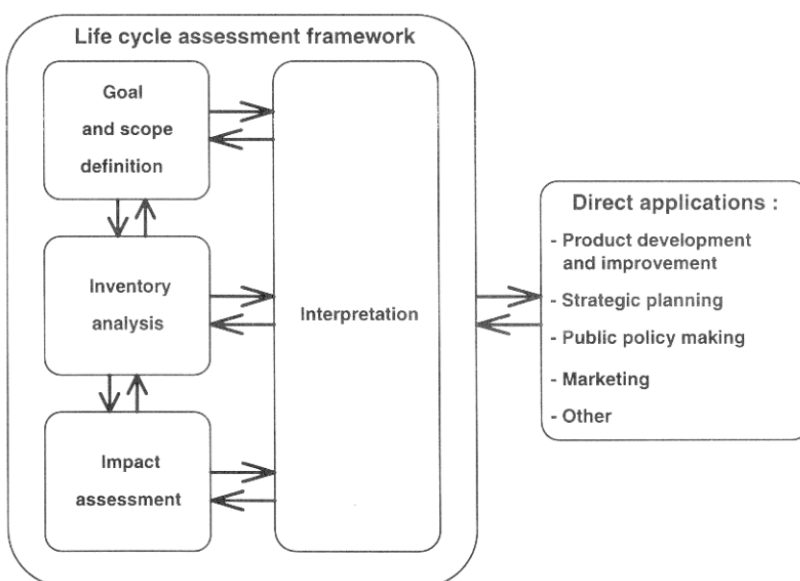 Life cycle assessment framework
Goal
and scope
definition
Inventory
analysis
Impact
assessment
Interpretation
Direct applications :
- Product development
and improvement
- Strategic planning
- Public policy making
- Marketing
- Other